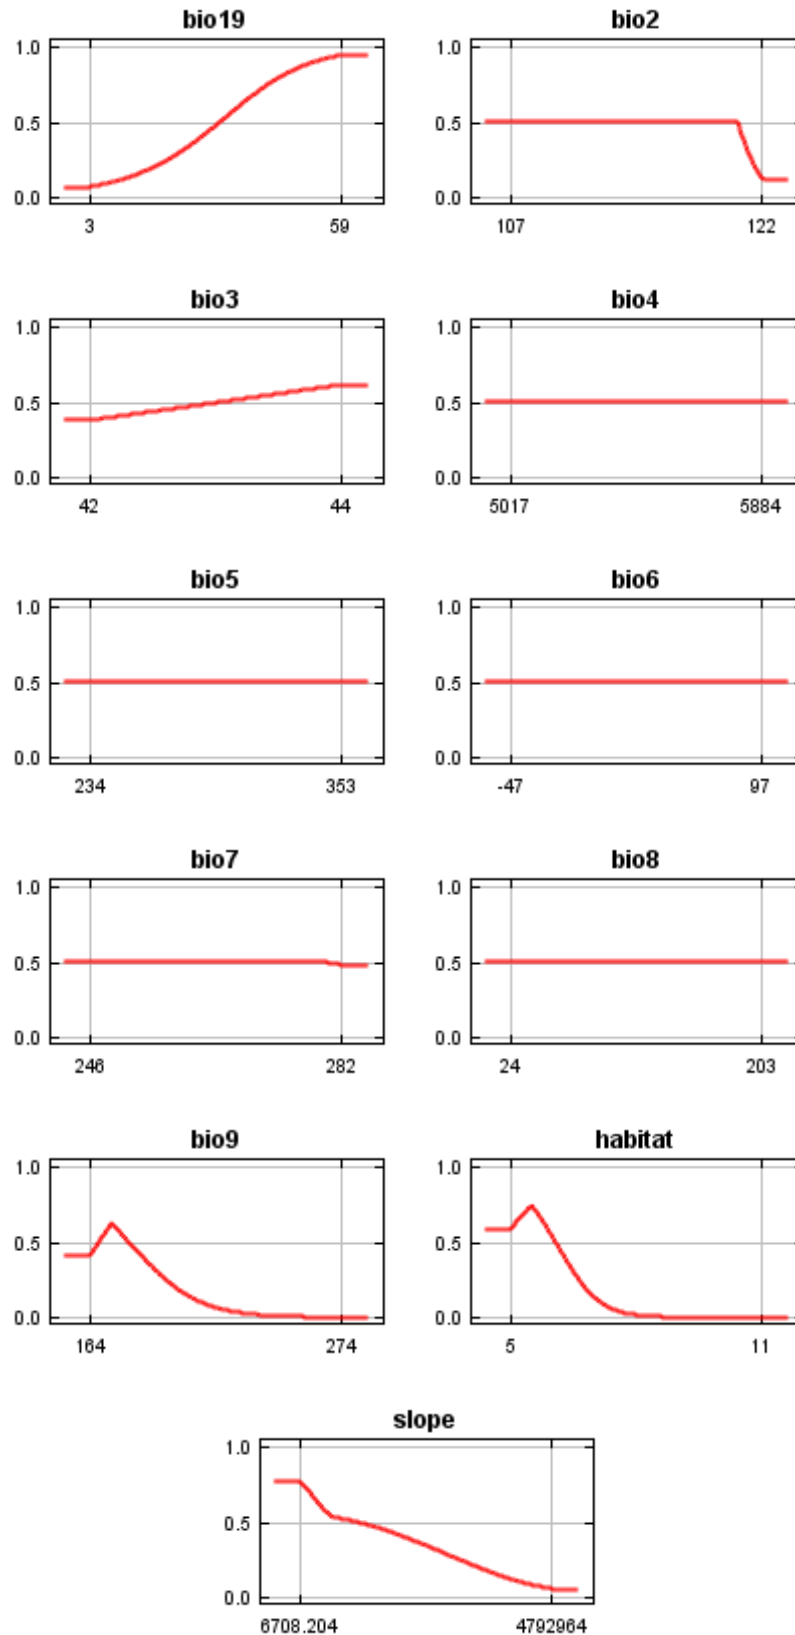 bio19 bio2
1.0 1.0
0.5 0.5
0.0 0.0
3 59 107 122
bio3 bio4
1.0 1.0
0.5 0.5
0.0 0.0
42 44 5017 5884
bio5 bio6
1.0 1.0
0.5 0.5
0.0 0.0
234 353 -47 97
bio7 bio8
1.0 1.0
0.5 0.5
0.0 0.0
246 282 24 203
bio9 habitat
1.0 1.0
0.5 0.5
0.0 0.0
164 274 5 11
slope
1.0
0.5
0.0
6708.204 4792964